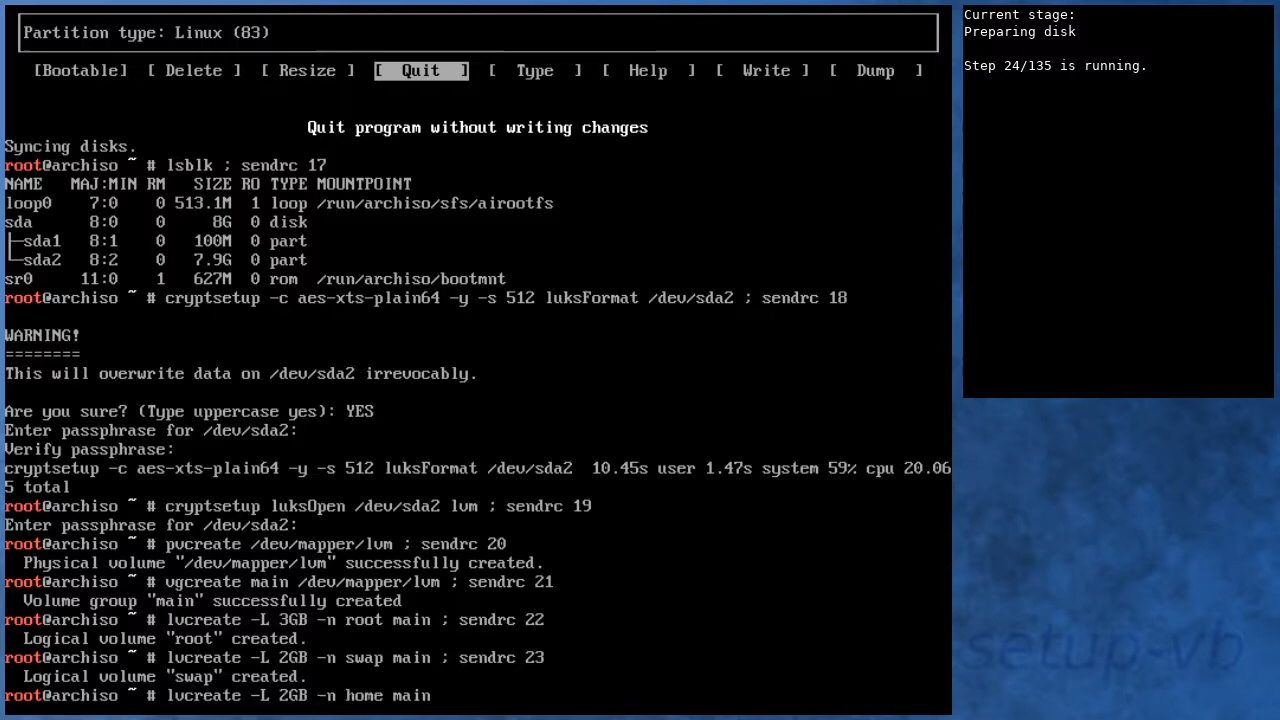 Partition type: Linux (83)
[Bootable] [ Delete ] [ Resize ] [ Quit ] [ Type ] [ Help ] [ Write ] [ Dump ]
Quit program without writing changes
Syncing disks.
root@archiso ~ # lsblk ; sendrc 17
NAME MAJ:MIN RM SIZE RO TYPE MOUNTPOINT
loop0 7:0 0 513.1M 1 loop /run/archiso/sfs/airootfs
sda 8:0 0 8G 0 disk
├─sda1 8:1 0 100M 0 part
└─sda2 8:2 0 7.9G 0 part
sr0 11:0 1 627M 0 rom /run/archiso/bootmnt
root@archiso ~ # cryptsetup -c aes-xts-plain64 -y -s 512 luksFormat /dev/sda2 ; sendrc 18
WARNING!
========
This will overwrite data on /dev/sda2 irrevocably.
Are you sure? (Type uppercase yes): YES
Enter passphrase for /dev/sda2:
Verify passphrase:
cryptsetup -c aes-xts-plain64 -y -s 512 luksFormat /dev/sda2 10.45s user 1.47s system 59% cpu 20.06
5 total
root@archiso ~ # cryptsetup luksOpen /dev/sda2 lvm ; sendrc 19
Enter passphrase for /dev/sda2:
root@archiso ~ # pvcreate /dev/mapper/lvm ; sendrc 20
Physical volume "/dev/mapper/lvm" successfully created.
root@archiso ~ # vgcreate main /dev/mapper/lvm ; sendrc 21
Volume group "main" successfully created
root@archiso ~ # lvcreate -L 3GB -n root main ; sendrc 22
Logical volume "root" created.
root@archiso ~ # lvcreate -L 2GB -n swap main ; sendrc 23
Logical volume "swap" created.
root@archiso ~ # lvcreate -L 2GB -n home main
Current stage:
Preparing disk
Step 24/135 is running.
setup-vb